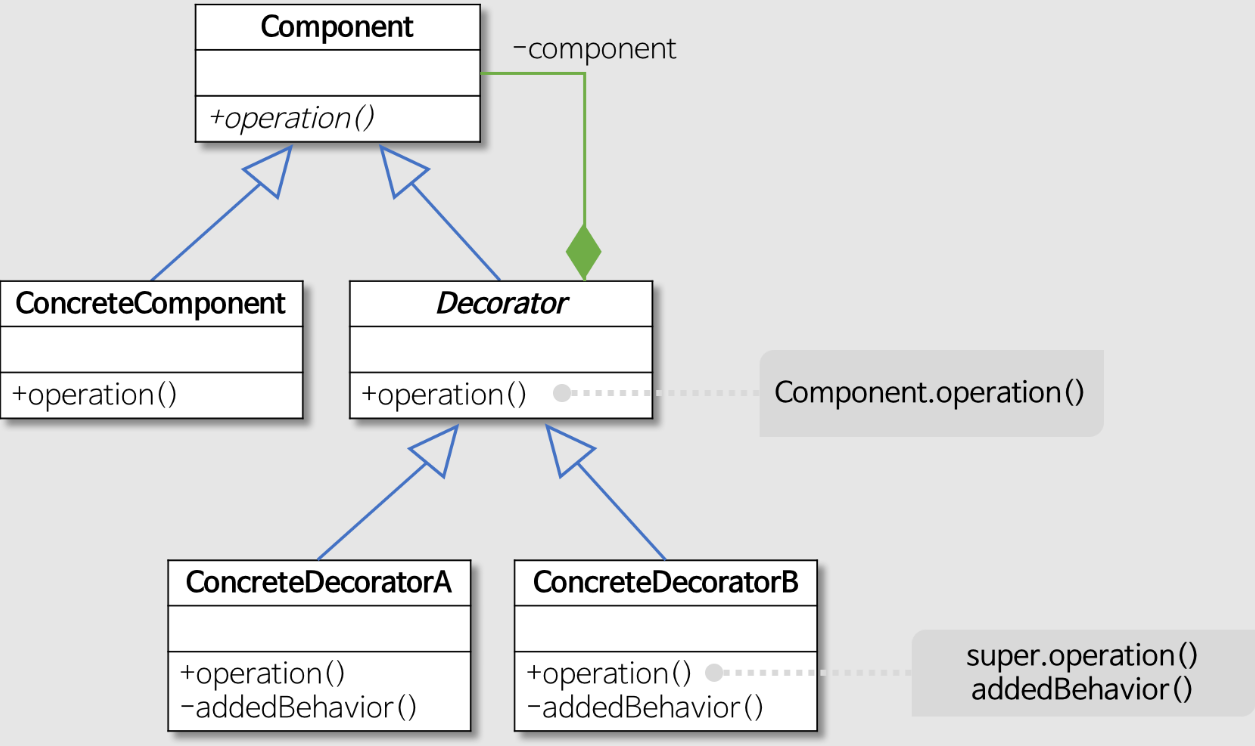 Component
-component
+operation()
ConcreteComponent
Decorator
+operation()
+operation()
Component.operation()
ConcreteDecoratorA
ConcreteDecoratorB
+operation()
-addedBehavior()
+operation()
-addedBehavior()
super.operation()
addedBehavior()